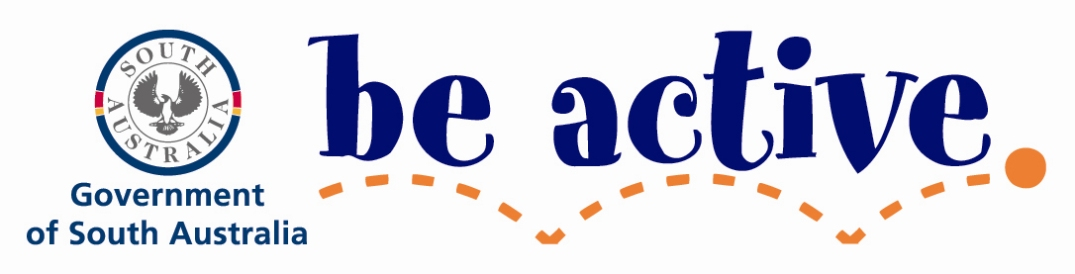 SOUTH AUSTRALIA
Government
of South Australia
be active.